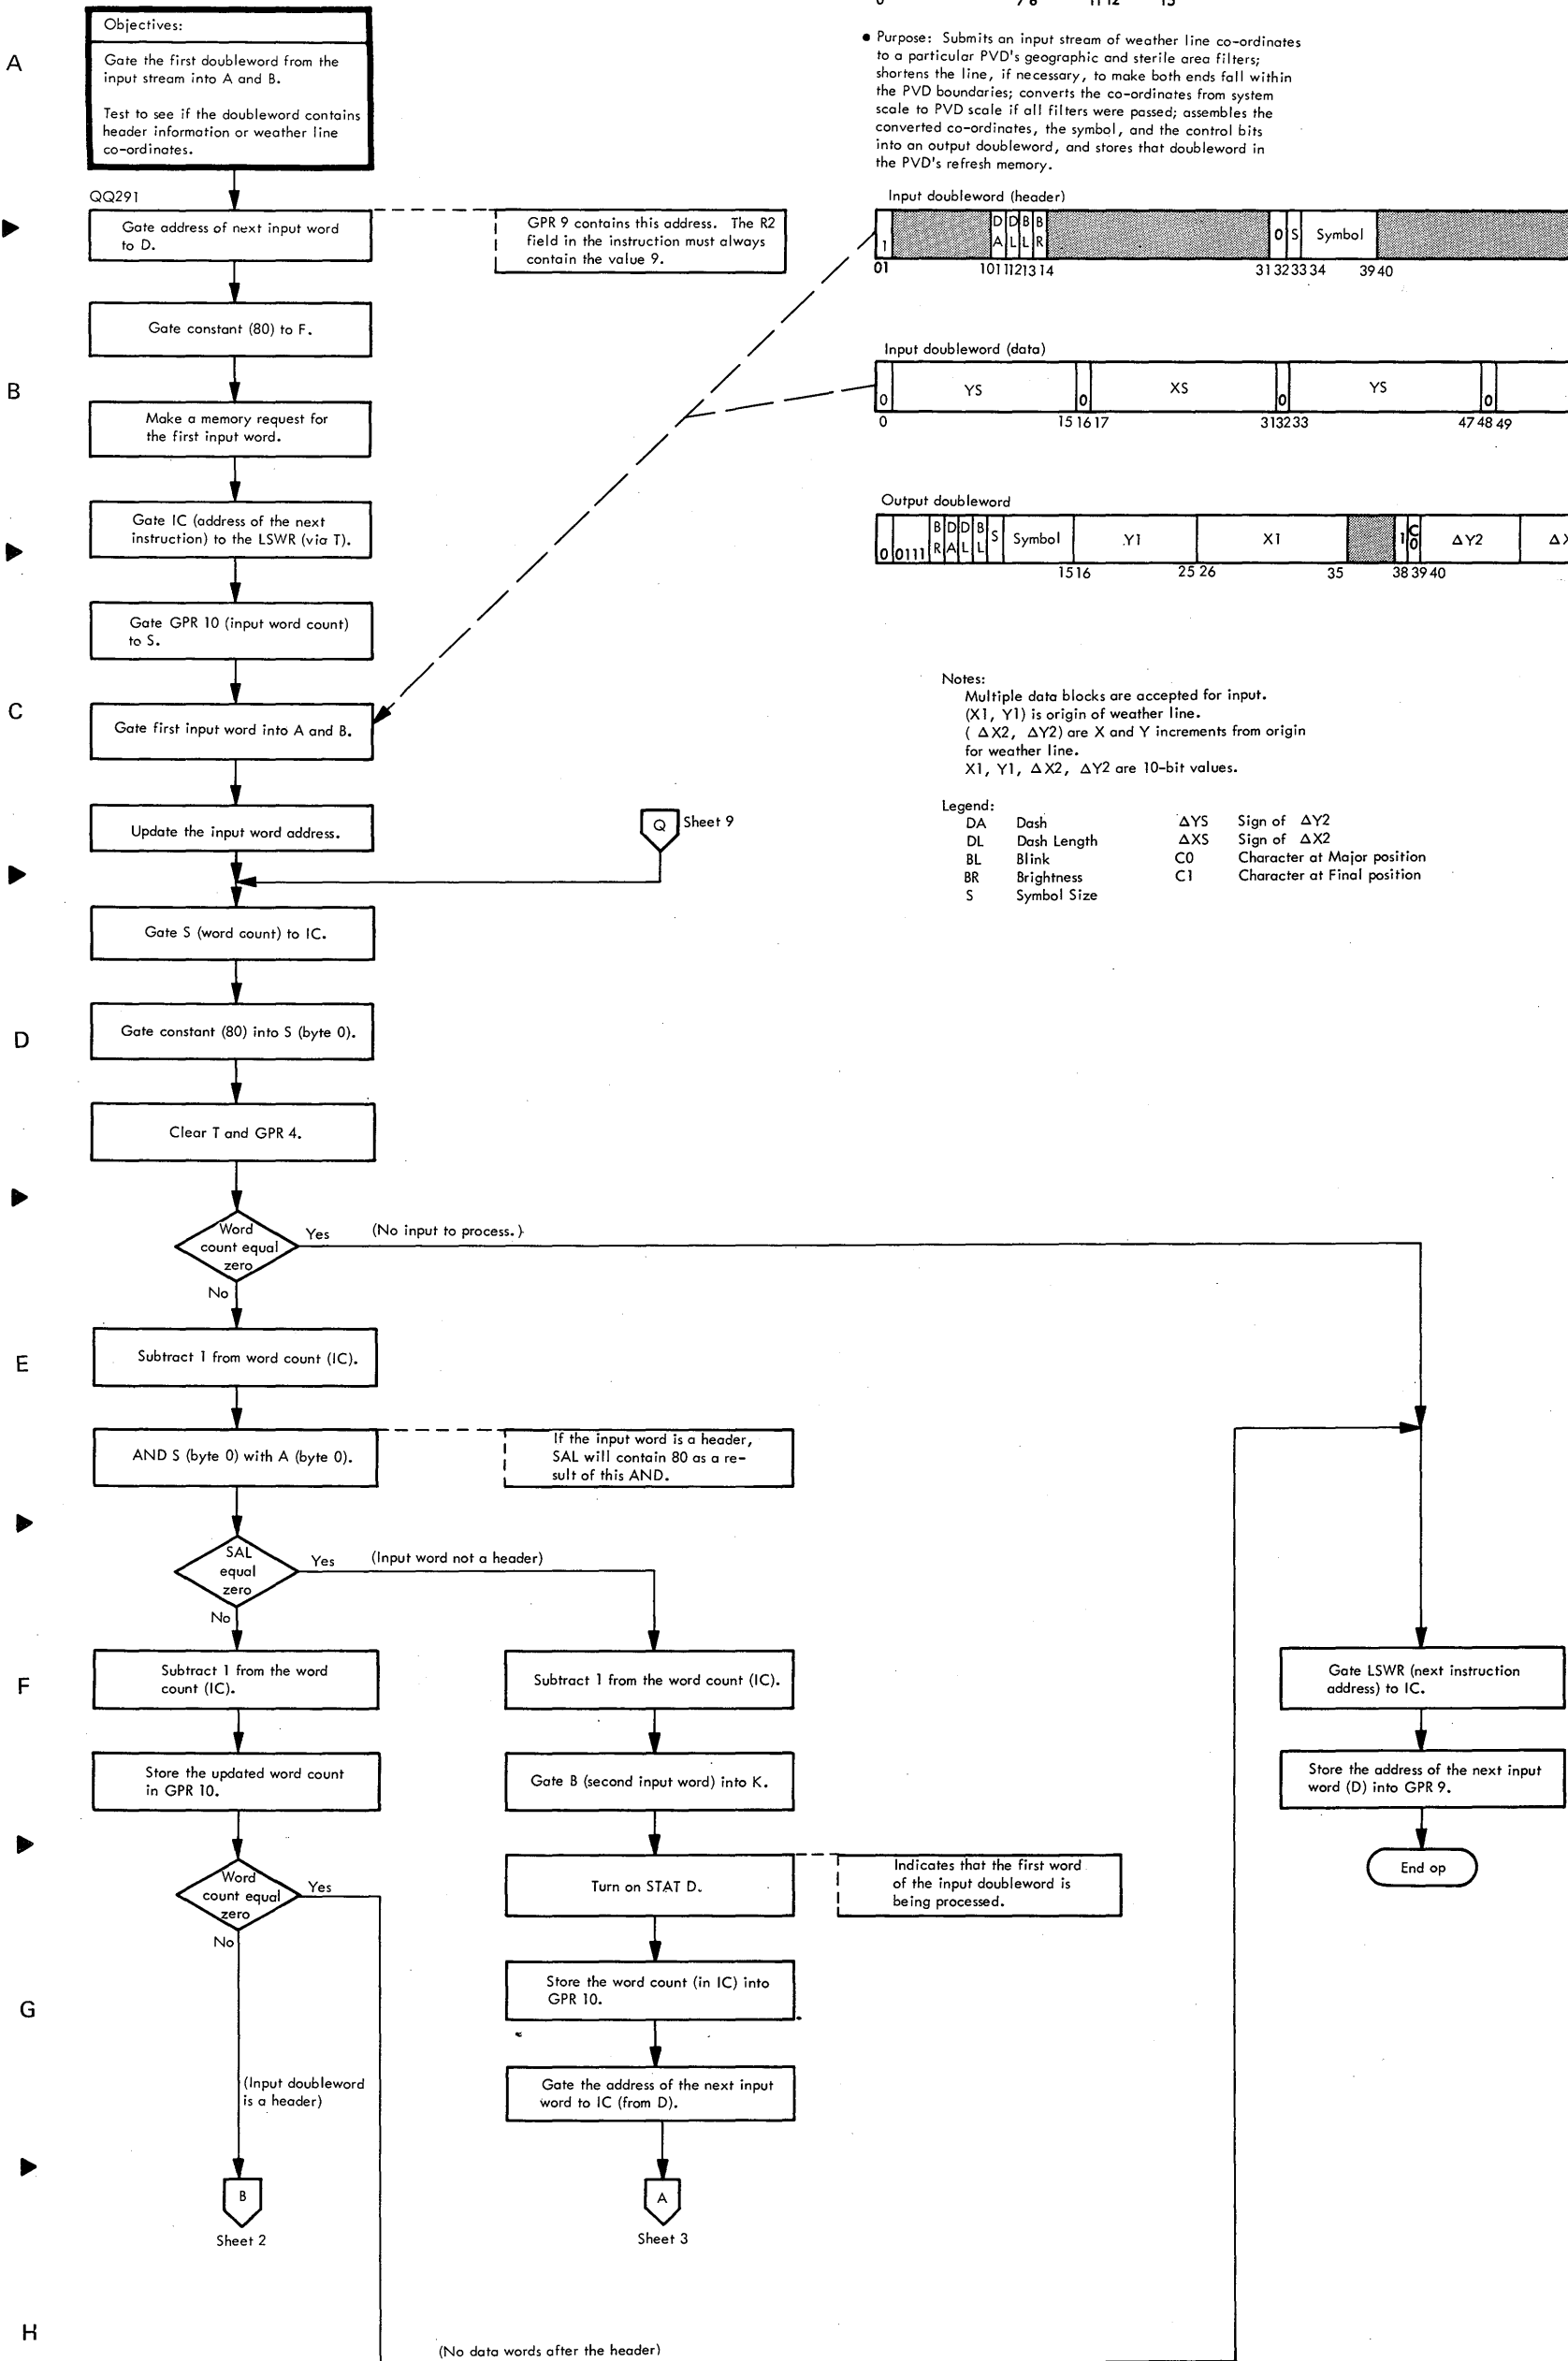 0 7 8 11 12 15
A
Objectives:
Gate the first doubleword from the
input stream into A and B.
Test to see if the doubleword contains
header information or weather line
co-ordinates.
● Purpose: Submits an input stream of weather line co-ordinates
to a particular PVD's geographic and sterile area filters;
shortens the line, if necessary, to make both ends fall within
the PVD boundaries; converts the co-ordinates from system
scale to PVD scale if all filters were passed; assembles the
converted co-ordinates, the symbol, and the control bits
into an output doubleword, and stores that doubleword in
the PVD's refresh memory.
QQ291
Gate address of next input word
to D.
GPR 9 contains this address. The R2
field in the instruction must always
contain the value 9.
Input doubleword (header)
1 DA DL BL BR 0 S Symbol
01 1011121314 31323334 3940
Gate constant (80) to F.
B
Input doubleword (data)
0 YS 0 XS 0 YS 0
0 15 16 17 313233 47 48 49
Make a memory request for
the first input word.
Gate IC (address of the next
instruction) to the LSWR (via T).
Output doubleword
0 0111 BR DA DL BL S Symbol Y1 X1 1 C0 ΔY2 ΔX
1516 25 26 35 383940
Gate GPR 10 (input word count)
to S.
C
Gate first input word into A and B.
Notes:
Multiple data blocks are accepted for input.
(X1, Y1) is origin of weather line.
( ΔX2, ΔY2) are X and Y increments from origin
for weather line.
X1, Y1, ΔX2, ΔY2 are 10-bit values.
Update the input word address.
Q Sheet 9
Legend:
DA Dash ΔYS Sign of ΔY2
DL Dash Length ΔXS Sign of ΔX2
BL Blink C0 Character at Major position
BR Brightness C1 Character at Final position
S Symbol Size
Gate S (word count) to IC.
D
Gate constant (80) into S (byte 0).
Clear T and GPR 4.
Word
count equal
zero
Yes (No input to process.)
No
E
Subtract 1 from word count (IC).
AND S (byte 0) with A (byte 0).
If the input word is a header,
SAL will contain 80 as a re-
sult of this AND.
SAL
equal
zero
Yes (Input word not a header)
No
F
Subtract 1 from the word
count (IC).
Subtract 1 from the word count (IC).
Gate LSWR (next instruction
address) to IC.
Store the updated word count
in GPR 10.
Gate B (second input word) into K.
Store the address of the next input
word (D) into GPR 9.
Word
count equal
zero
Yes
No
Turn on STAT D.
Indicates that the first word
of the input doubleword is
being processed.
End op
G
Store the word count (in IC) into
GPR 10.
(Input doubleword
is a header)
Gate the address of the next input
word to IC (from D).
B
Sheet 2
A
Sheet 3
H
(No data words after the header)